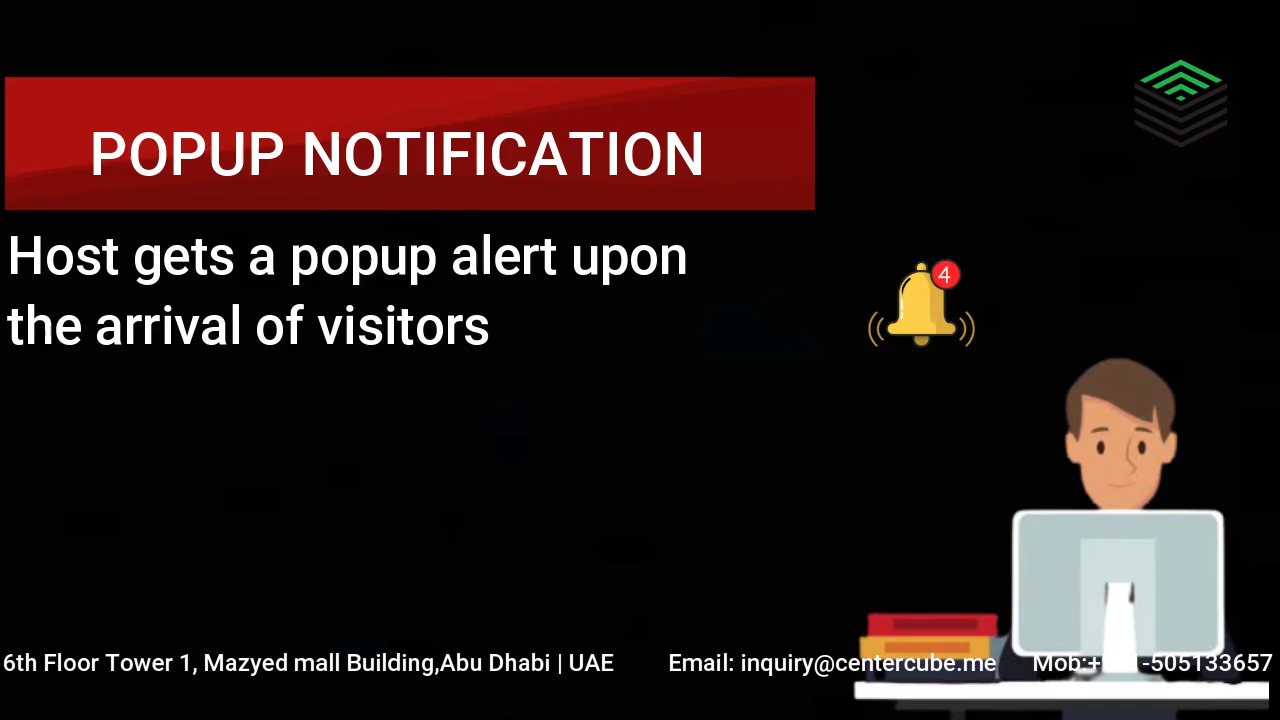 POPUP NOTIFICATION
Host gets a popup alert upon
the arrival of visitors
4
6th Floor Tower 1, Mazyed mall Building,Abu Dhabi | UAE Email: inquiry@centercube.me Mob:+ -505133657